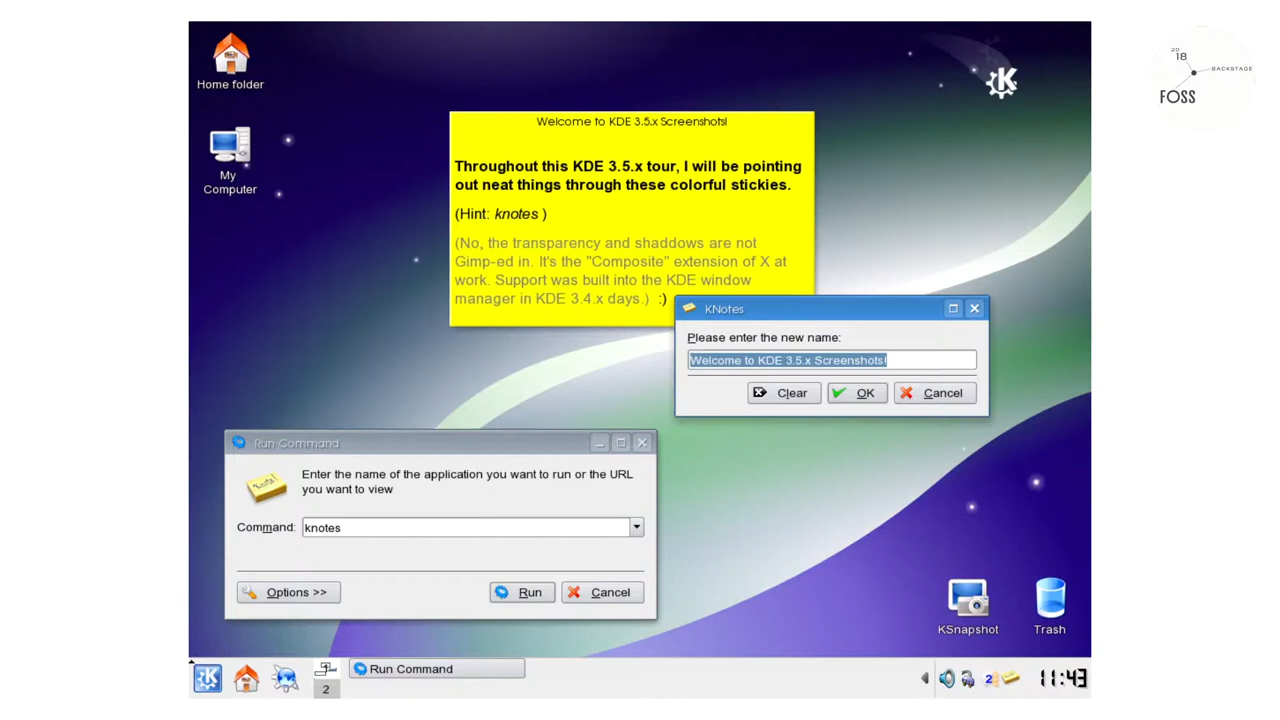 Home folder
My
Computer
Welcome to KDE 3.5.x Screenshots!
Throughout this KDE 3.5.x tour, I will be pointing
out neat things through these colorful stickies.
(Hint: knotes )
(No, the transparency and shaddows are not
Gimp-ed in. It's the "Composite" extension of X at
work. Support was built into the KDE window
manager in KDE 3.4.x days.) :)
KNotes
Please enter the new name:
Welcome to KDE 3.5.x Screenshots!
Clear
OK
Cancel
Run Command
Enter the name of the application you want to run or the URL
you want to view
Command: knotes
Options >>
Run
Cancel
KSnapshot
Trash
2
Run Command
2
11:43
20
18
BACKSTAGE
FOSS